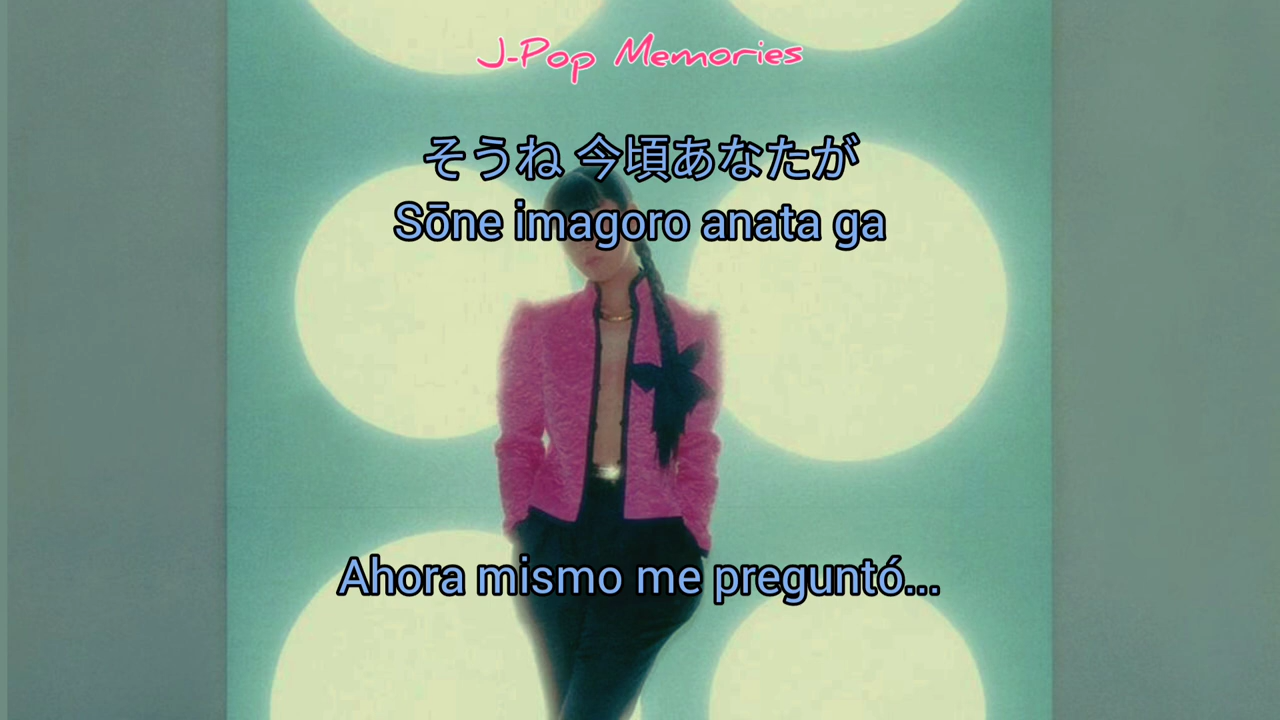 J-Pop Memories
そうね 今頃あなたが
Sōne imagoro anata ga
Ahora mismo me preguntó...